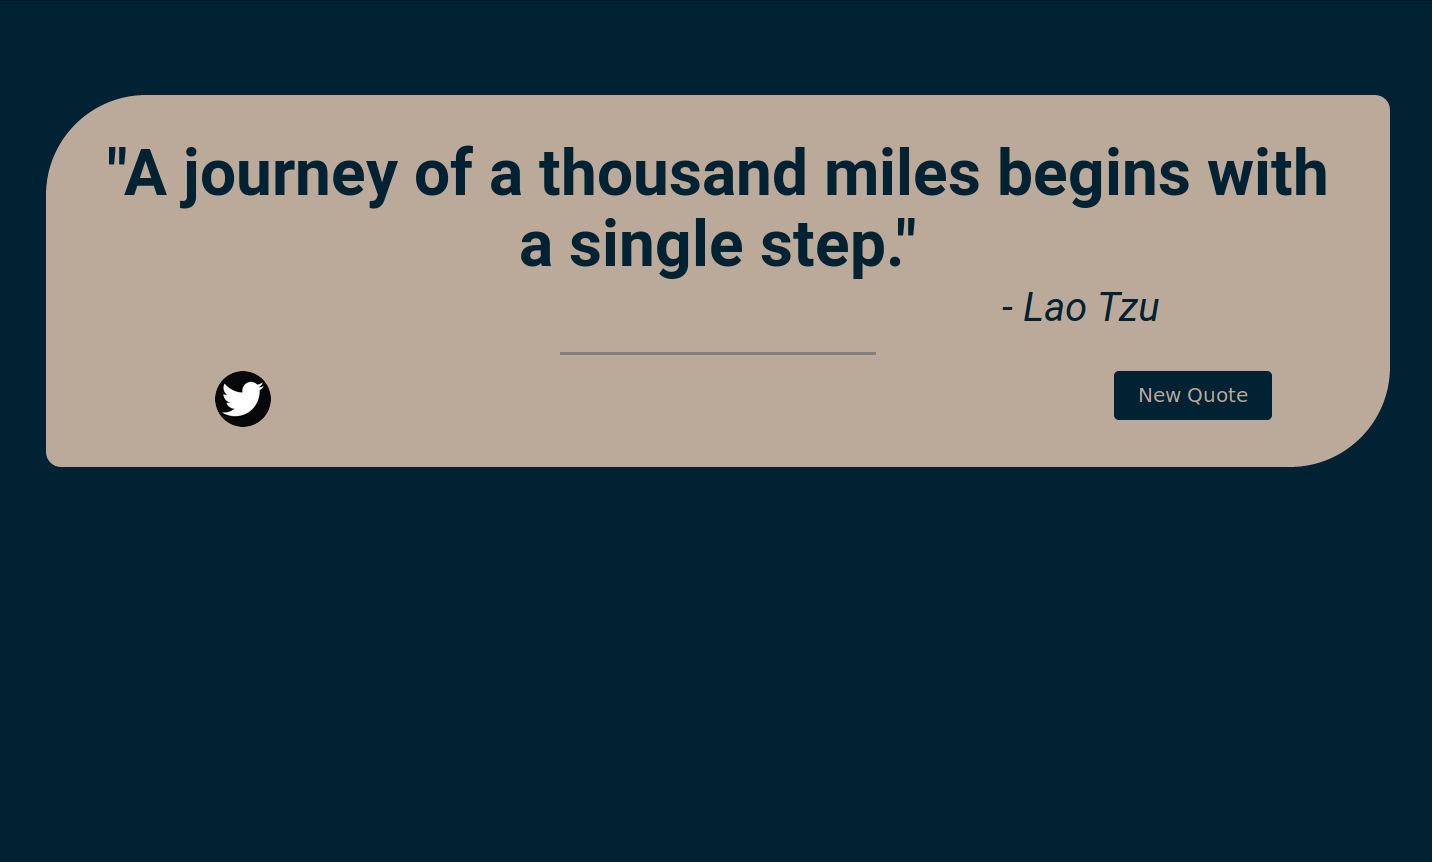 "A journey of a thousand miles begins with
a single step."
- Lao Tzu
New Quote